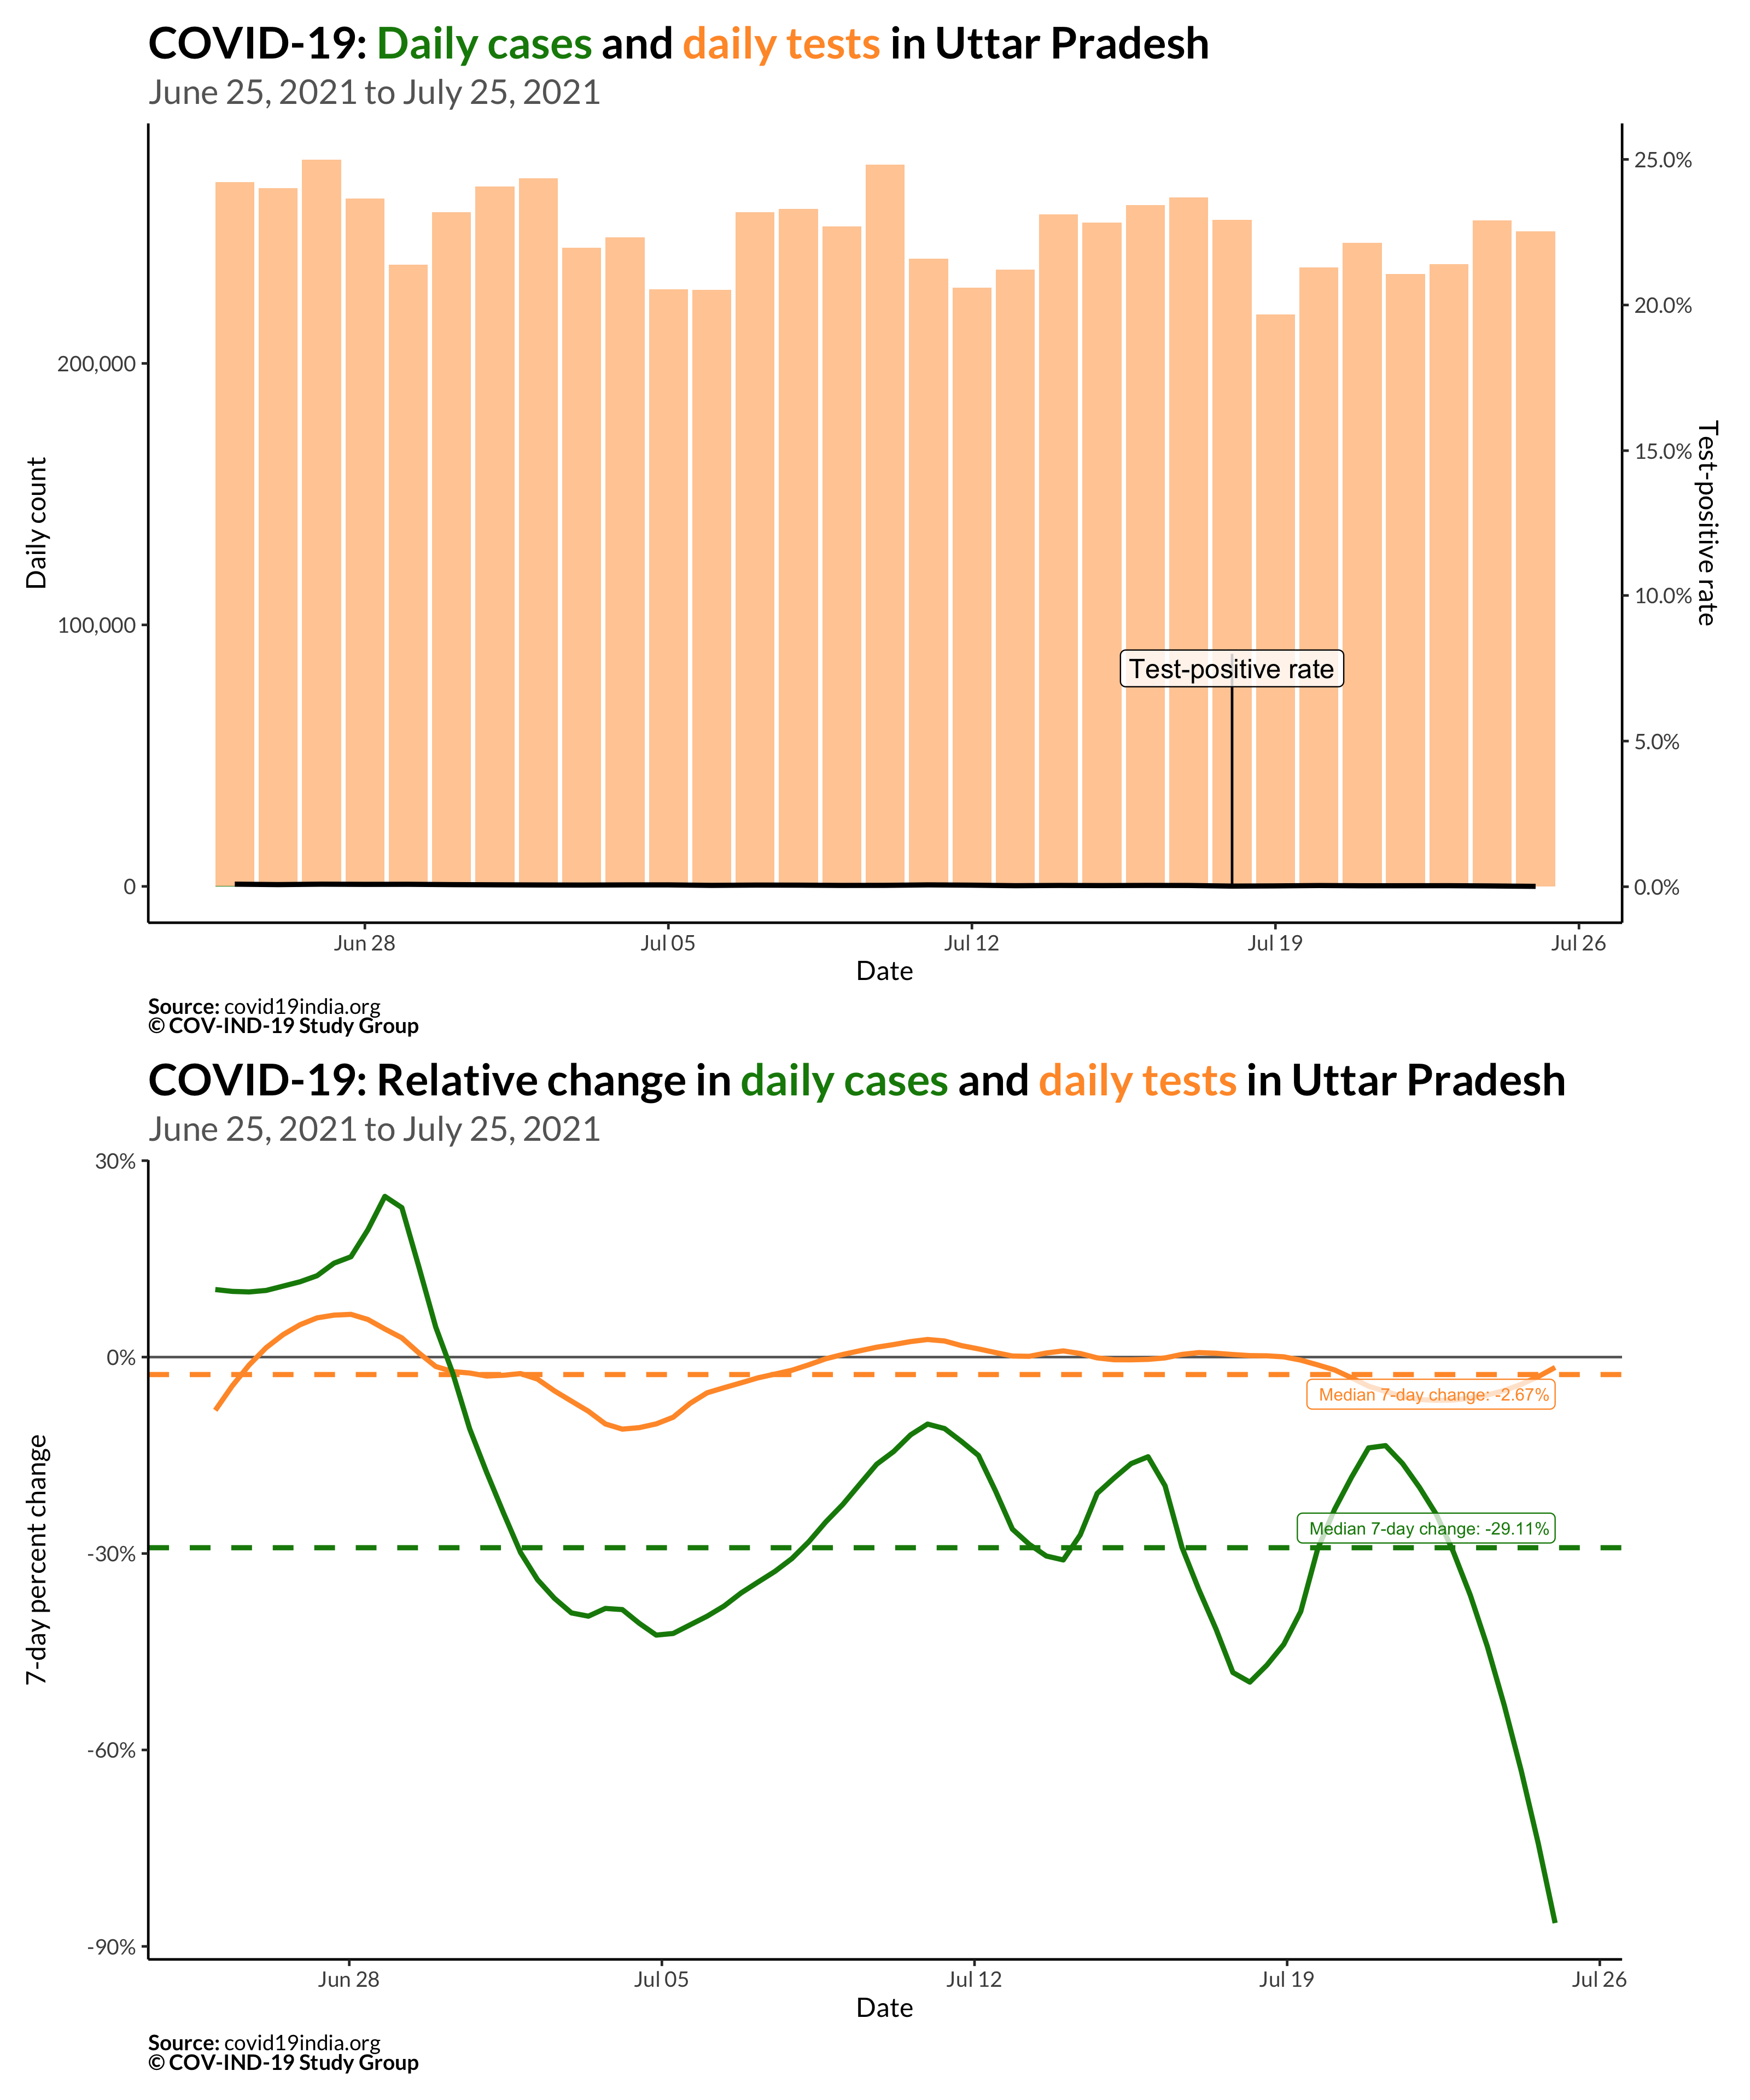 COVID-19: Daily cases and daily tests in Uttar Pradesh
June 25, 2021 to July 25, 2021
Daily count
200,000
100,000
0
25.0%
20.0%
15.0%
10.0%
5.0%
0.0%
Test-positive rate
Test-positive rate
Jun 28
Jul 05
Jul 12
Jul 19
Jul 26
Date
Source: covid19india.org
© COV-IND-19 Study Group
COVID-19: Relative change in daily cases and daily tests in Uttar Pradesh
June 25, 2021 to July 25, 2021
7-day percent change
30%
0%
-30%
-60%
-90%
Median 7-day change: -2.67%
Median 7-day change: -29.11%
Jun 28
Jul 05
Jul 12
Jul 19
Jul 26
Date
Source: covid19india.org
© COV-IND-19 Study Group